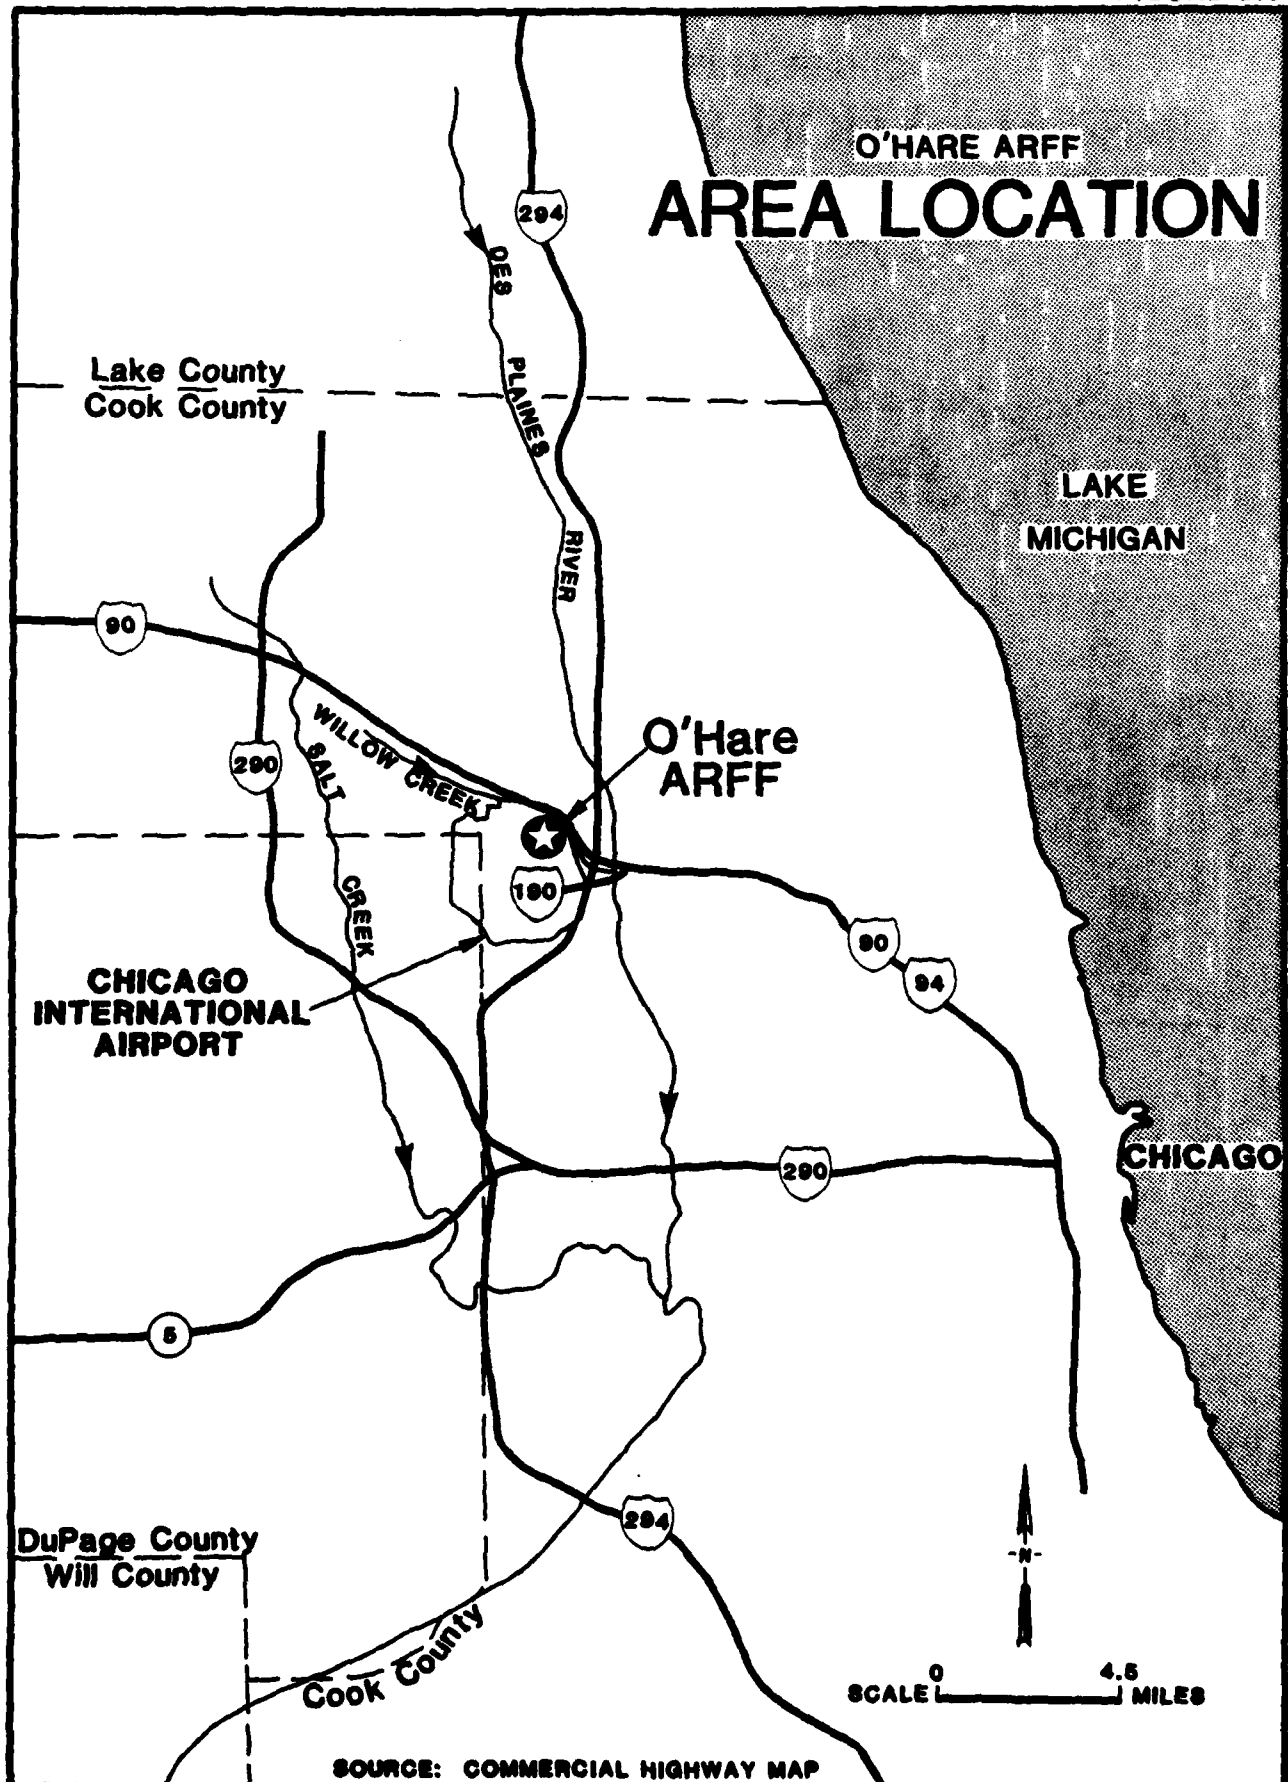 O'HARE ARFF
AREA LOCATION
294
DES
PLAINES
RIVER
Lake County
Cook County
LAKE
MICHIGAN
90
290
WILLOW CREEK
SALT
CREEK
O'Hare
ARFF
190
90
94
CHICAGO
INTERNATIONAL
AIRPORT
CHICAGO
290
5
294
DuPage County
Will County
Cook County
-N-
0 4.5
SCALE MILES
SOURCE: COMMERCIAL HIGHWAY MAP